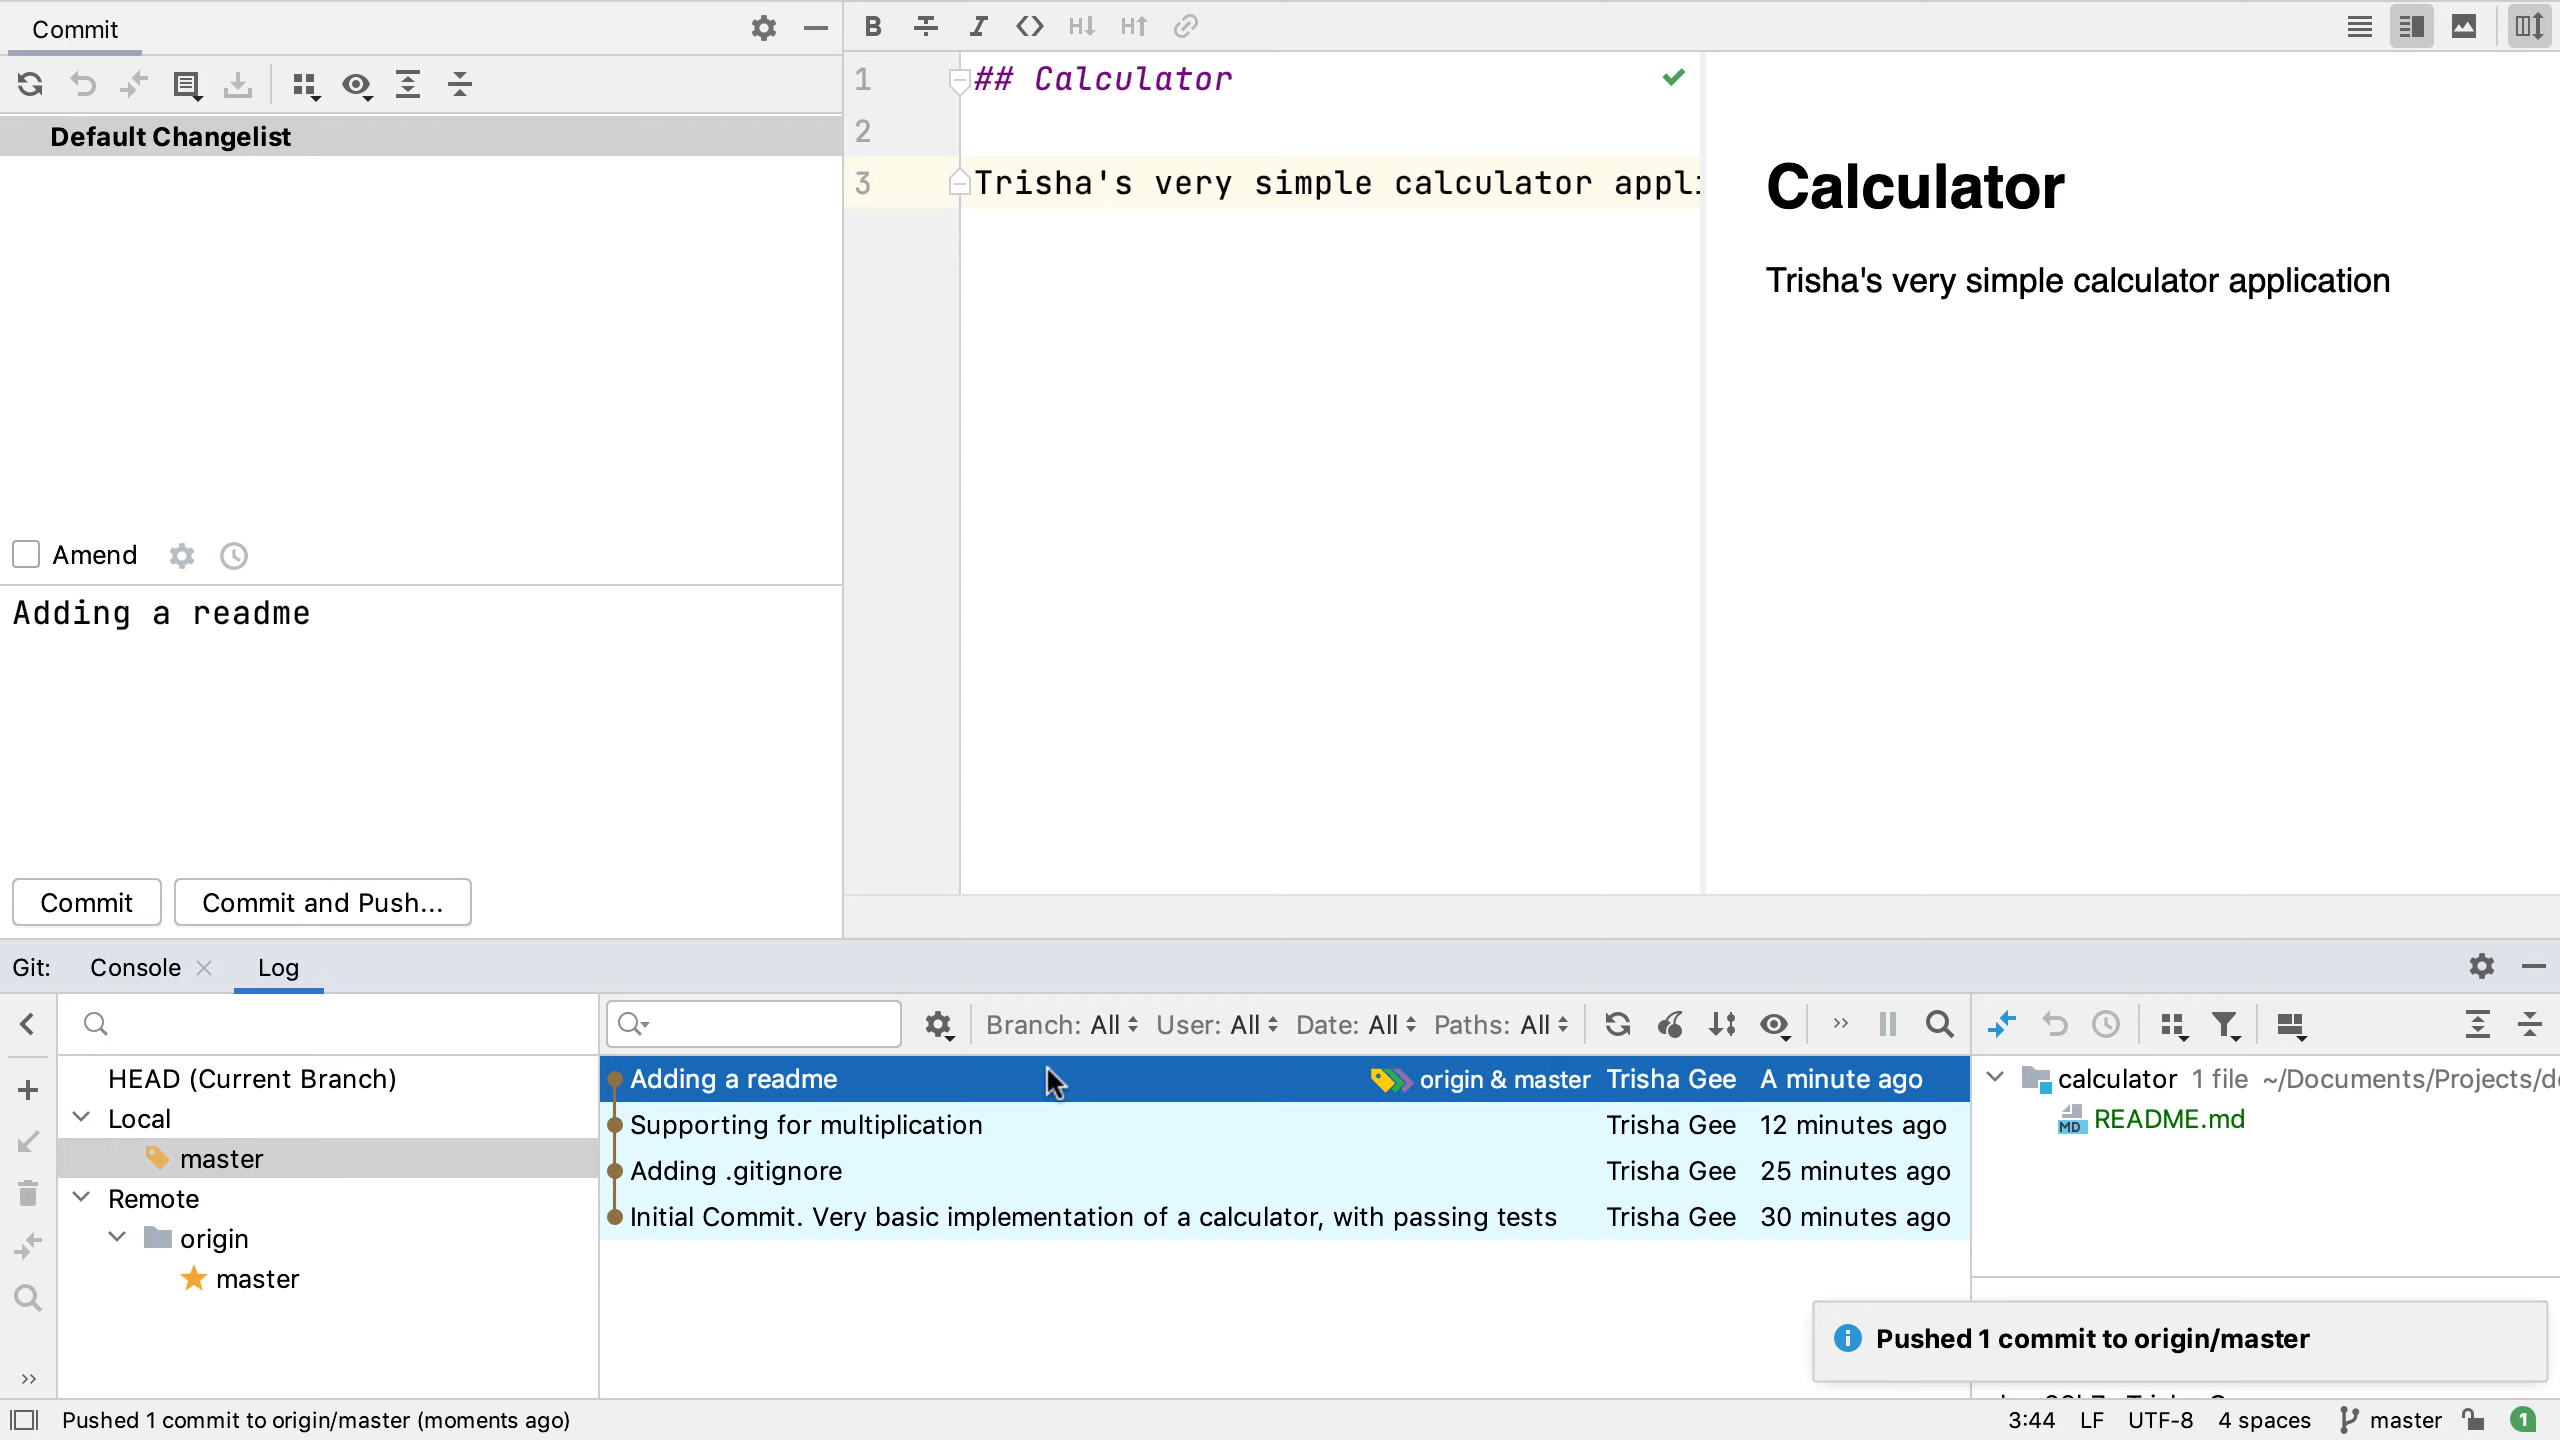 Commit
Default Changelist
Amend
Adding a readme
Commit
Commit and Push...
B
H↓
H↑
1
## Calculator
2
3
Trisha's very simple calculator appli
Calculator
Trisha's very simple calculator application
Git:
Console
Log
HEAD (Current Branch)
Local
master
Remote
origin
master
Branch: All
User: All
Date: All
Paths: All
Adding a readme origin & master Trisha Gee A minute ago
Supporting for multiplication Trisha Gee 12 minutes ago
Adding .gitignore Trisha Gee 25 minutes ago
Initial Commit. Very basic implementation of a calculator, with passing tests Trisha Gee 30 minutes ago
calculator 1 file ~/Documents/Projects/d
MD README.md
Pushed 1 commit to origin/master
Pushed 1 commit to origin/master (moments ago)
3:44 LF UTF-8 4 spaces master 1